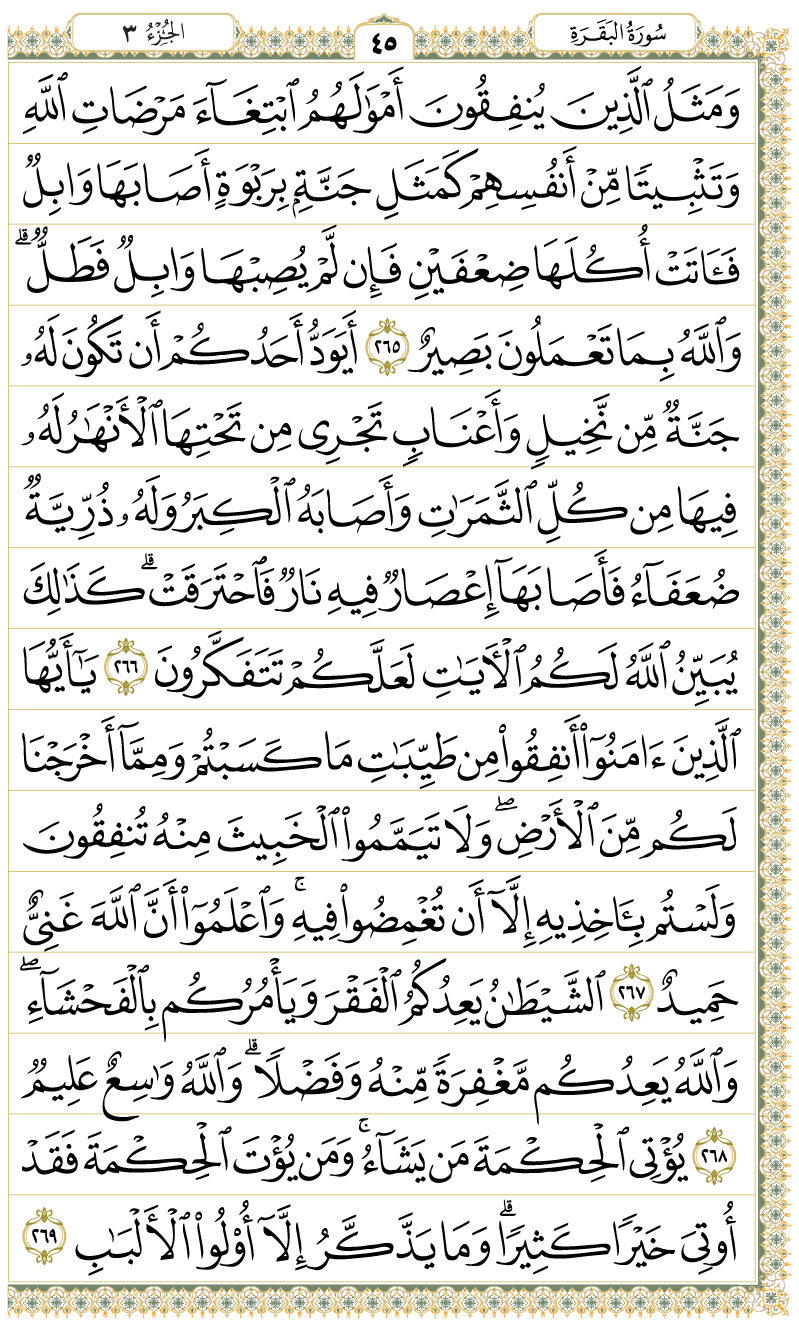 سُورَةُ البَقَرَةِ
٤٥
الجُزْءُ ٣
وَمَثَلُ ٱلَّذِينَ يُنفِقُونَ أَمْوَٰلَهُمُ ٱبْتِغَآءَ مَرْضَاتِ ٱللَّهِ
وَتَثْبِيتًا مِّنْ أَنفُسِهِمْ كَمَثَلِ جَنَّةٍۭ بِرَبْوَةٍ أَصَابَهَا وَابِلٌ
فَـَٔاتَتْ أُكُلَهَا ضِعْفَيْنِ فَإِن لَّمْ يُصِبْهَا وَابِلٌ فَطَلٌّ ۗ
وَٱللَّهُ بِمَا تَعْمَلُونَ بَصِيرٌ ٢٦٥ أَيَوَدُّ أَحَدُكُمْ أَن تَكُونَ لَهُۥ
جَنَّةٌ مِّن نَّخِيلٍ وَأَعْنَابٍ تَجْرِى مِن تَحْتِهَا ٱلْأَنْهَٰرُ لَهُۥ
فِيهَا مِن كُلِّ ٱلثَّمَرَٰتِ وَأَصَابَهُ ٱلْكِبَرُ وَلَهُۥ ذُرِّيَّةٌ
ضُعَفَآءُ فَأَصَابَهَآ إِعْصَارٌ فِيهِ نَارٌ فَٱحْتَرَقَتْ ۗ كَذَٰلِكَ
يُبَيِّنُ ٱللَّهُ لَكُمُ ٱلْـَٔايَٰتِ لَعَلَّكُمْ تَتَفَكَّرُونَ ٢٦٦ يَٰٓأَيُّهَا
ٱلَّذِينَ ءَامَنُوٓا۟ أَنفِقُوا۟ مِن طَيِّبَٰتِ مَا كَسَبْتُمْ وَمِمَّآ أَخْرَجْنَا
لَكُم مِّنَ ٱلْأَرْضِ ۖ وَلَا تَيَمَّمُوا۟ ٱلْخَبِيثَ مِنْهُ تُنفِقُونَ
وَلَسْتُم بِـَٔاخِذِيهِ إِلَّآ أَن تُغْمِضُوا۟ فِيهِ ۚ وَٱعْلَمُوٓا۟ أَنَّ ٱللَّهَ غَنِىٌّ
حَمِيدٌ ٢٦٧ ٱلشَّيْطَٰنُ يَعِدُكُمُ ٱلْفَقْرَ وَيَأْمُرُكُم بِٱلْفَحْشَآءِ ۖ
وَٱللَّهُ يَعِدُكُم مَّغْفِرَةً مِّنْهُ وَفَضْلًا ۗ وَٱللَّهُ وَٰسِعٌ عَلِيمٌ
٢٦٨ يُؤْتِى ٱلْحِكْمَةَ مَن يَشَآءُ ۚ وَمَن يُؤْتَ ٱلْحِكْمَةَ فَقَدْ
أُوتِىَ خَيْرًا كَثِيرًا ۗ وَمَا يَذَّكَّرُ إِلَّآ أُو۟لُوا۟ ٱلْأَلْبَٰبِ ٢٦٩